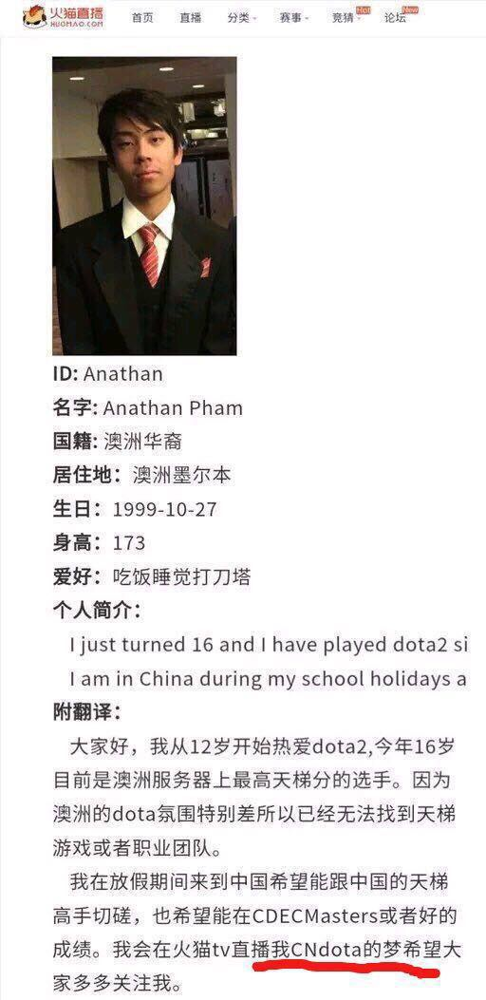 火猫直播
HUOMAO.COM
首页 直播 分类 赛事 竞猜 Hot 论坛 New
ID: Anathan
名字: Anathan Pham
国籍: 澳洲华裔
居住地：澳洲墨尔本
生日：1999-10-27
身高：173
爱好：吃饭睡觉打刀塔
个人简介：
I just turned 16 and I have played dota2 si
I am in China during my school holidays a
附翻译：
大家好，我从12岁开始热爱dota2,今年16岁
目前是澳洲服务器上最高天梯分的选手。因为
澳洲的dota氛围特别差所以已经无法找到天梯
游戏或者职业团队。
我在放假期间来到中国希望能跟中国的天梯
高手切磋，也希望能在CDECMasters或者好的
成绩。我会在火猫tv直播我CNdota的梦希望大
家多多关注我。